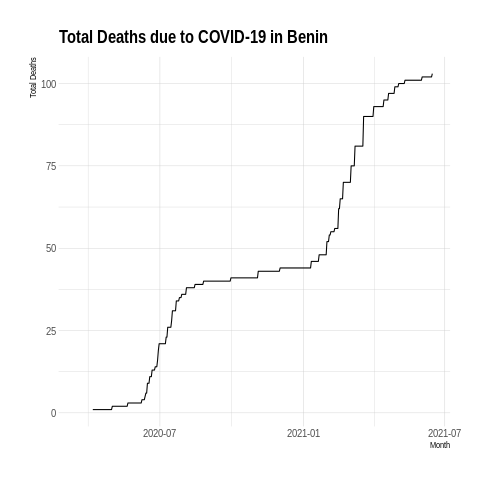 Total Deaths due to COVID-19 in Benin
Total Deaths
100
75
50
25
0
2020-07
2021-01
2021-07
Month